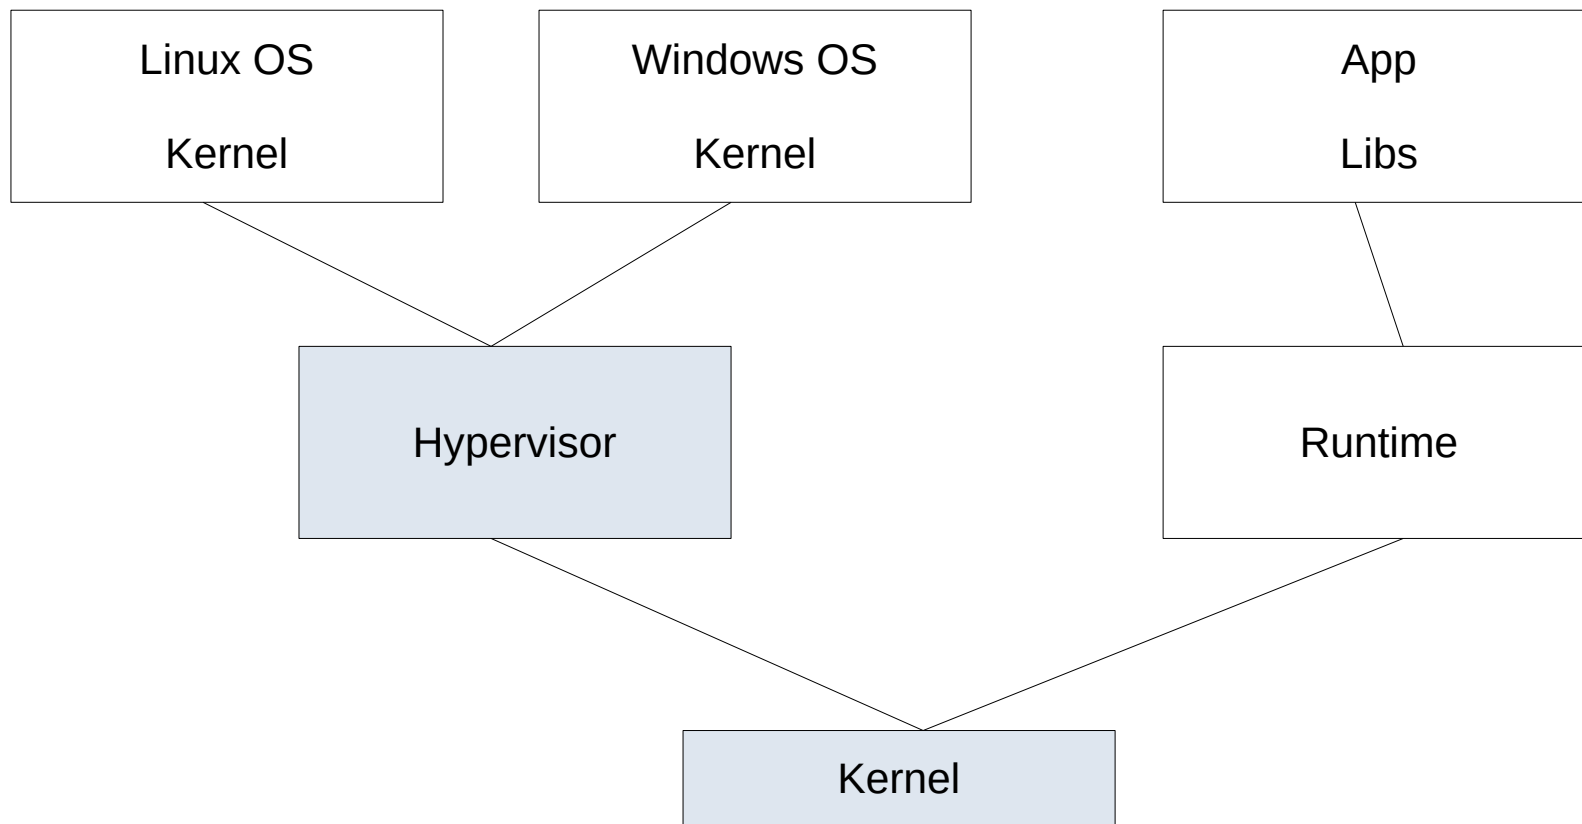 Linux OS
Kernel
Windows OS
Kernel
App
Libs
Hypervisor
Runtime
Kernel